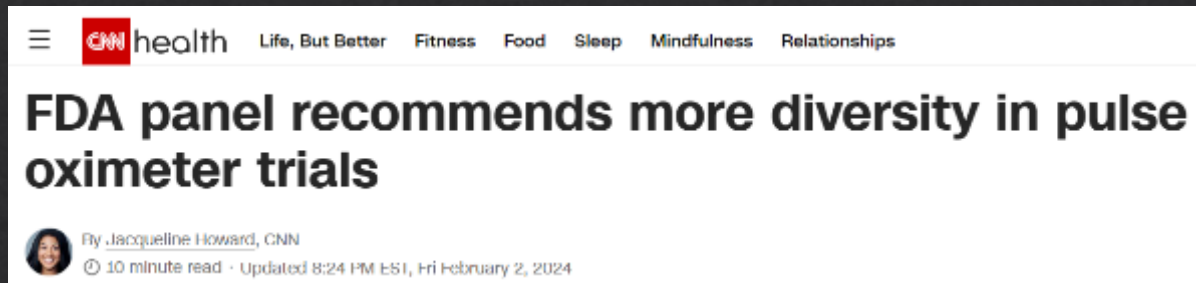 CNN health Life, But Better Fitness Food Sleep Mindfulness Relationships
FDA panel recommends more diversity in pulse
oximeter trials
By Jacqueline Howard, CNN
10 minute read · Updated 8:24 PM EST, Fri February 2, 2024